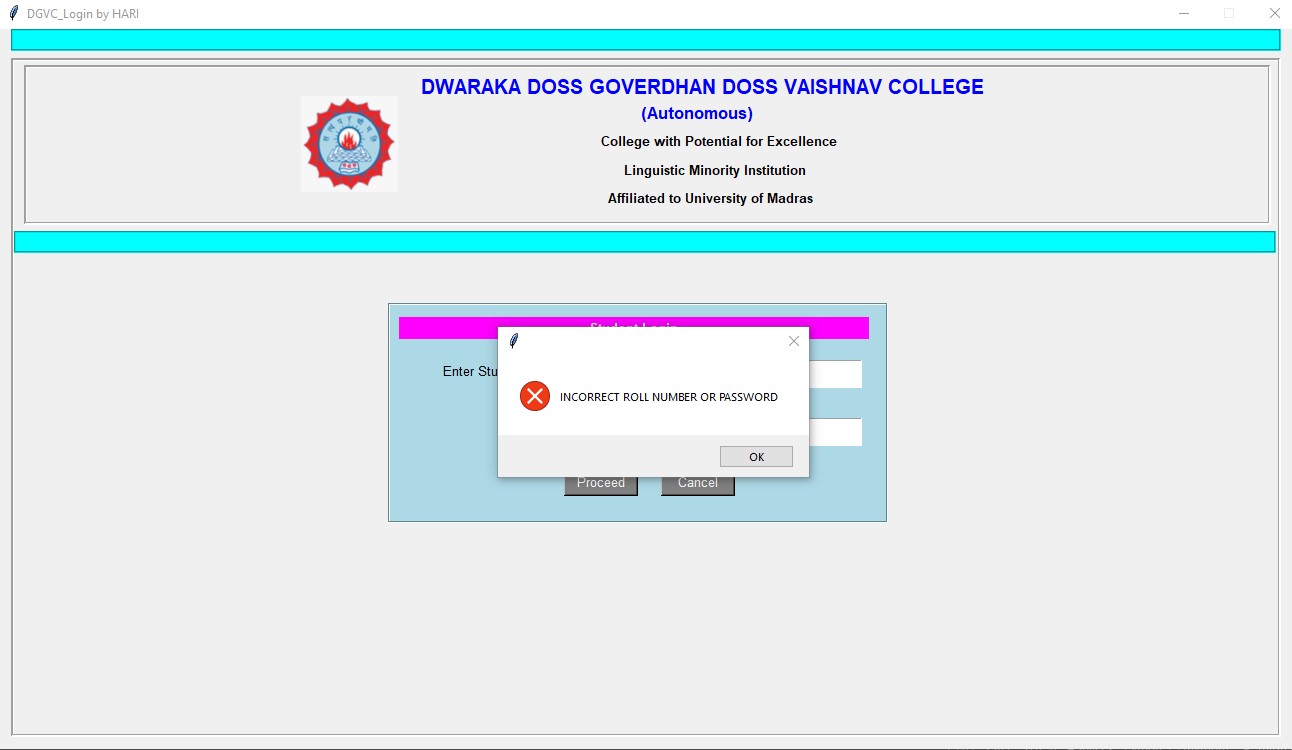 DGVC_Login by HARI
DWARAKA DOSS GOVERDHAN DOSS VAISHNAV COLLEGE
(Autonomous)
College with Potential for Excellence
Linguistic Minority Institution
Affiliated to University of Madras
Student Login
Enter Stu
INCORRECT ROLL NUMBER OR PASSWORD
OK
Proceed Cancel